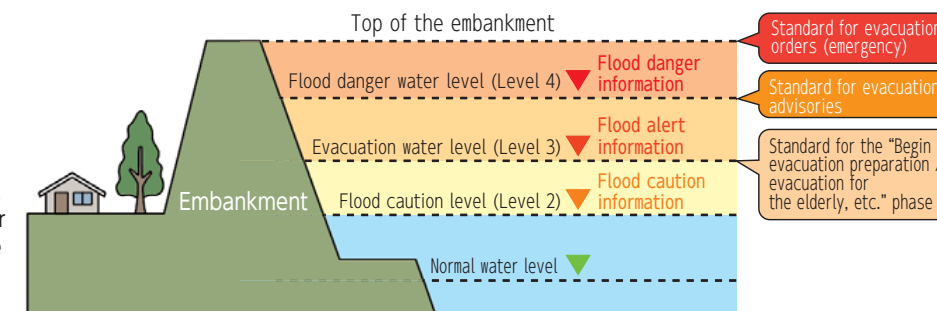 Top of the embankment
Standard for evacuation
orders (emergency)
Flood danger water level (Level 4)
Flood danger
information
Standard for evacuation
advisories
Evacuation water level (Level 3)
Flood alert
information
Standard for the “Begin
evacuation preparation /
evacuation for
the elderly, etc.” phase
Embankment
Flood caution level (Level 2)
Flood caution
information
Normal water level